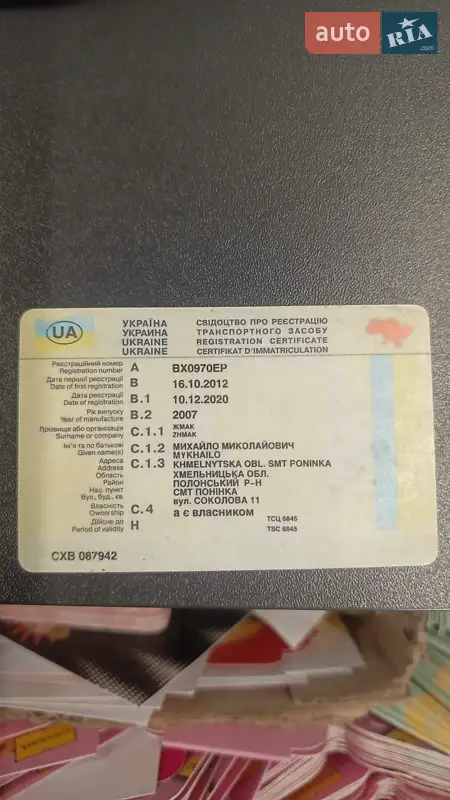 auto RIA .com
UA
УКРАЇНА СВІДОЦТВО ПРО РЕЄСТРАЦІЮ
УКРАИНА ТРАНСПОРТНОГО ЗАСОБУ
UKRAINE REGISTRATION CERTIFICATE
UKRAINE CERTIFICAT D'IMMATRICULATION
Реєстраційний номер
Registration number A BX0970EP
Дата першої реєстрації
Date of first registration B 16.10.2012
Дата реєстрації
Date of registration B.1 10.12.2020
Рік випуску
Year of manufacture B.2 2007
Прізвище або організація
Surname or company C.1.1 ЖМАК
ZHMAK
Ім'я та по батькові
Given name(s) C.1.2 МИХАЙЛО МИКОЛАЙОВИЧ
MYKHAILO
Адреса
Address C.1.3 KHMELNYTSKA OBL. SMT PONINKA
Область ХМЕЛЬНИЦЬКА ОБЛ.
Район ПОЛОНСЬКИЙ Р-Н
Нас. пункт СМТ ПОНІНКА
Вул., буд., кв. вул. СОКОЛОВА 11
Власність
Ownership C.4 а є власником
Дійсне до
Period of validity H
ТСЦ 6845
TSC 6845
СХВ 087942